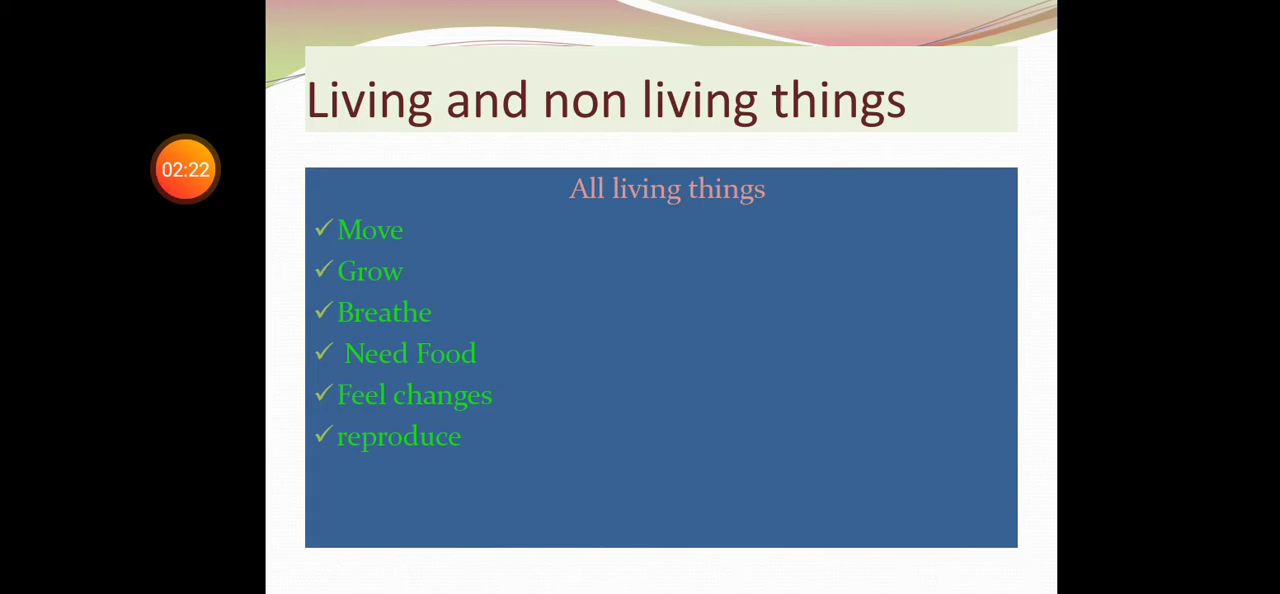 Living and non living things
02:22
All living things
✓Move
✓Grow
✓Breathe
✓ Need Food
✓Feel changes
✓reproduce